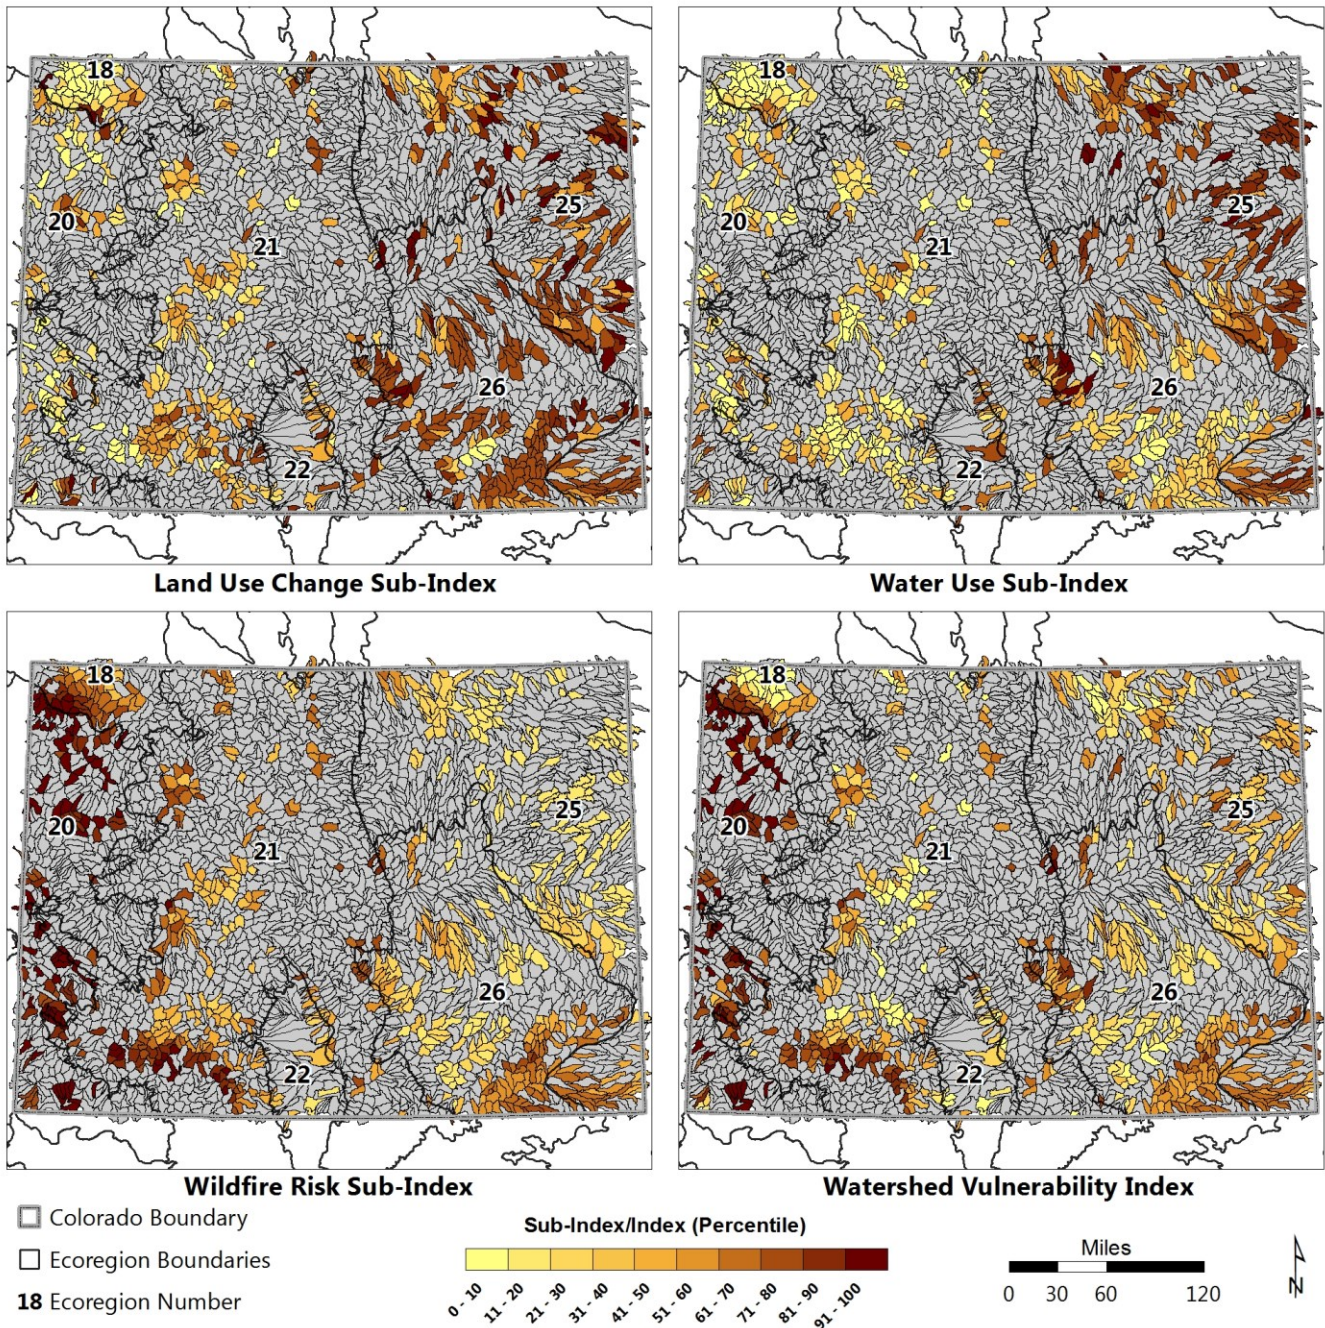 18
20
21
22
25
26
Land Use Change Sub-Index
18
20
21
22
25
26
Water Use Sub-Index
18
20
21
22
25
26
Wildfire Risk Sub-Index
18
20
21
22
25
26
Watershed Vulnerability Index
Colorado Boundary
Ecoregion Boundaries
18 Ecoregion Number
Sub-Index/Index (Percentile)
0 - 10
11 - 20
21 - 30
31 - 40
41 - 50
51 - 60
61 - 70
71 - 80
81 - 90
91 - 100
Miles
0 30 60 120
N